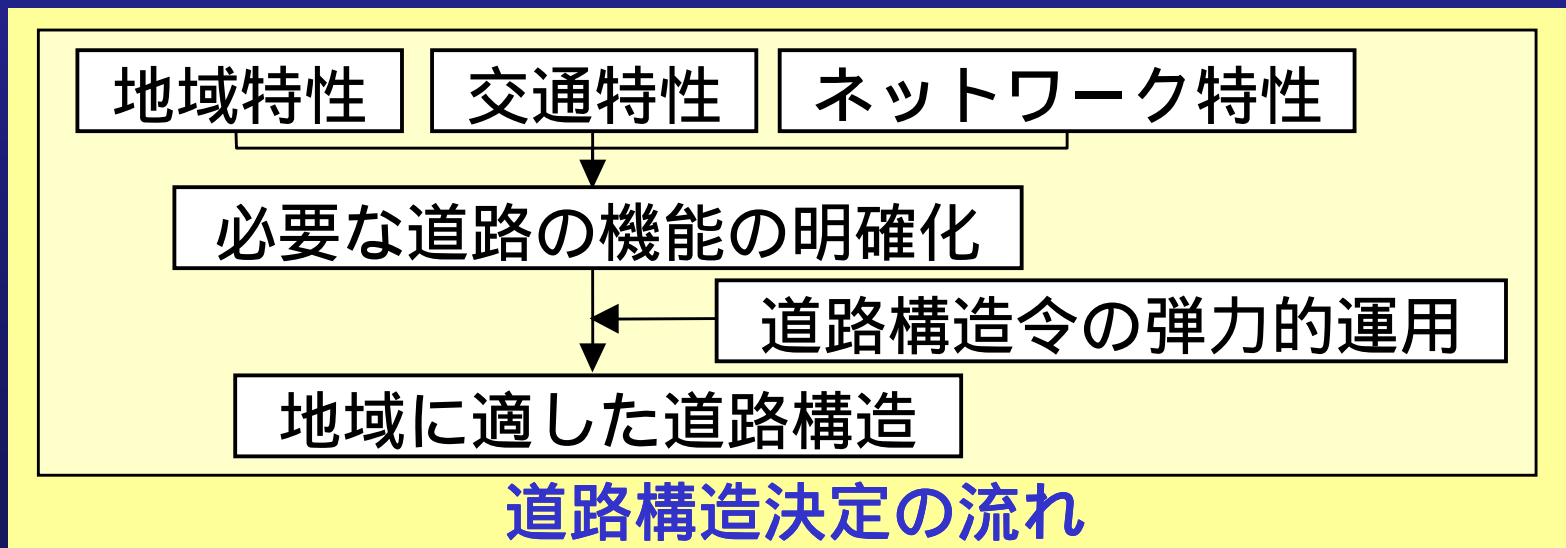 地域特性
交通特性
ネットワーク特性
必要な道路の機能の明確化
道路構造令の弾力的運用
地域に適した道路構造
道路構造決定の流れ